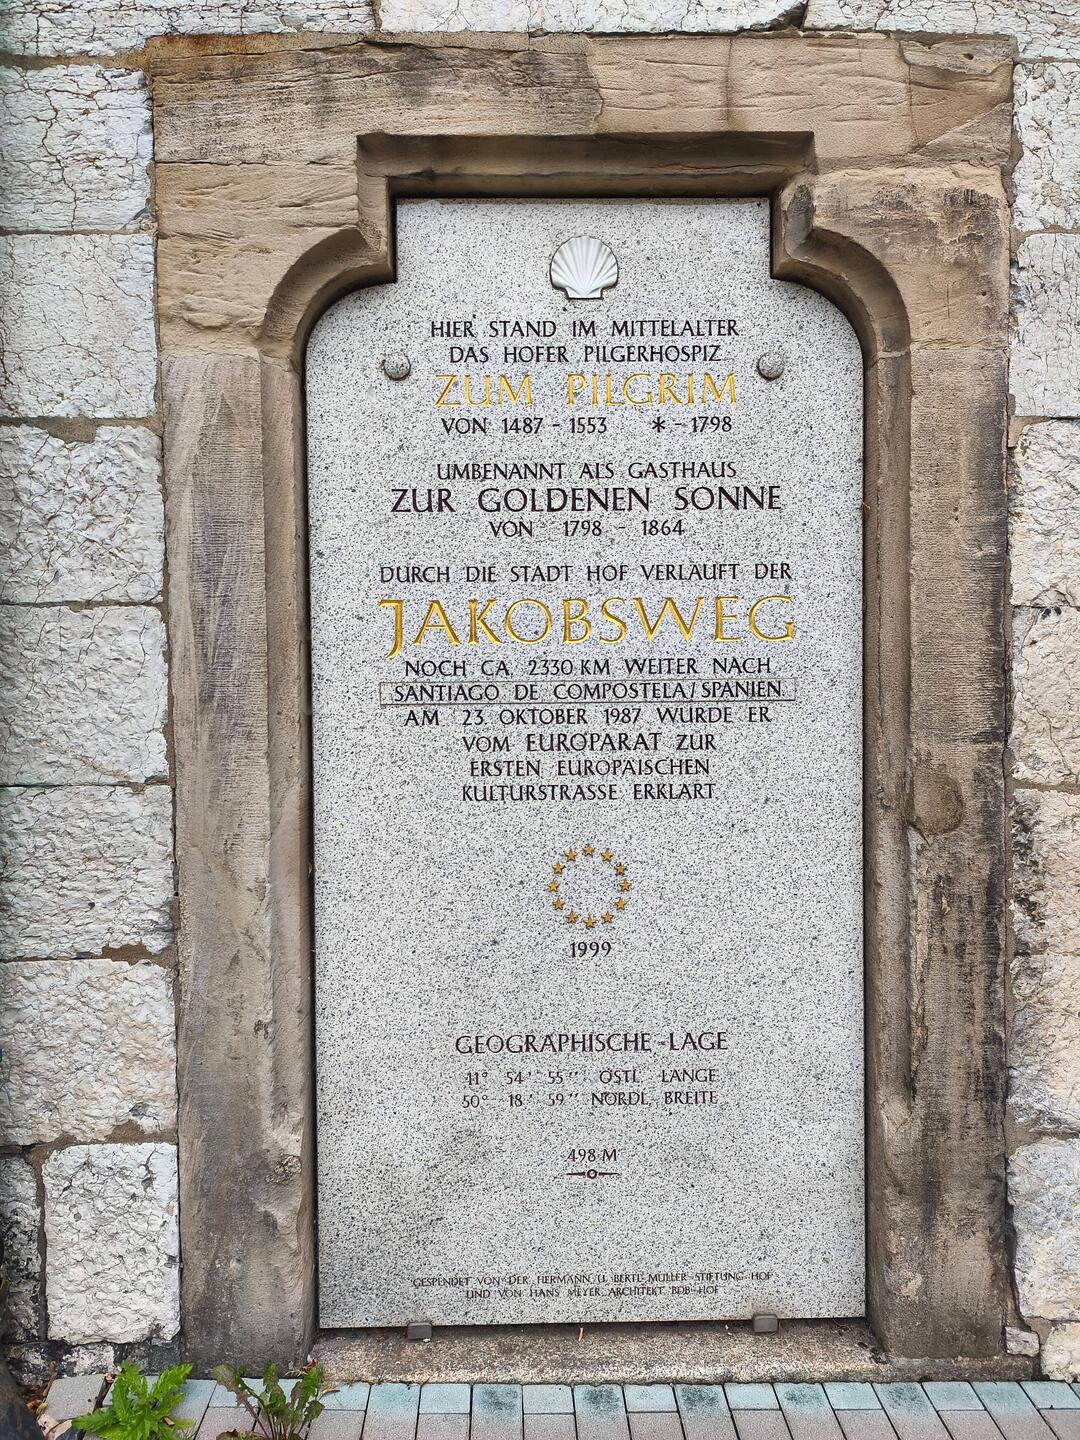 HIER STAND IM MITTELALTER
DAS HOFER PILGERHOSPIZ
ZUM PILGRIM
VON 1487 - 1553 * - 1798
UMBENANNT ALS GASTHAUS
ZUR GOLDENEN SONNE
VON 1798 - 1864
DURCH DIE STADT HOF VERLÄUFT DER
JAKOBSWEG
NOCH CA. 2330 KM WEITER NACH
SANTIAGO DE COMPOSTELA/SPANIEN.
AM 23. OKTOBER 1987 WURDE ER
VOM EUROPARAT ZUR
ERSTEN EUROPÄISCHEN
KULTURSTRASSE ERKLÄRT.
1999
GEOGRAPHISCHE LAGE
11° 54' 55'' ÖSTL. LÄNGE
50° 18' 59'' NÖRDL. BREITE
498 M
GESPENDET VON DER HERMANN U. BERTL MÜLLER STIFTUNG HOF
UND VON HANS MEYER ARCHITEKT BDB HOF